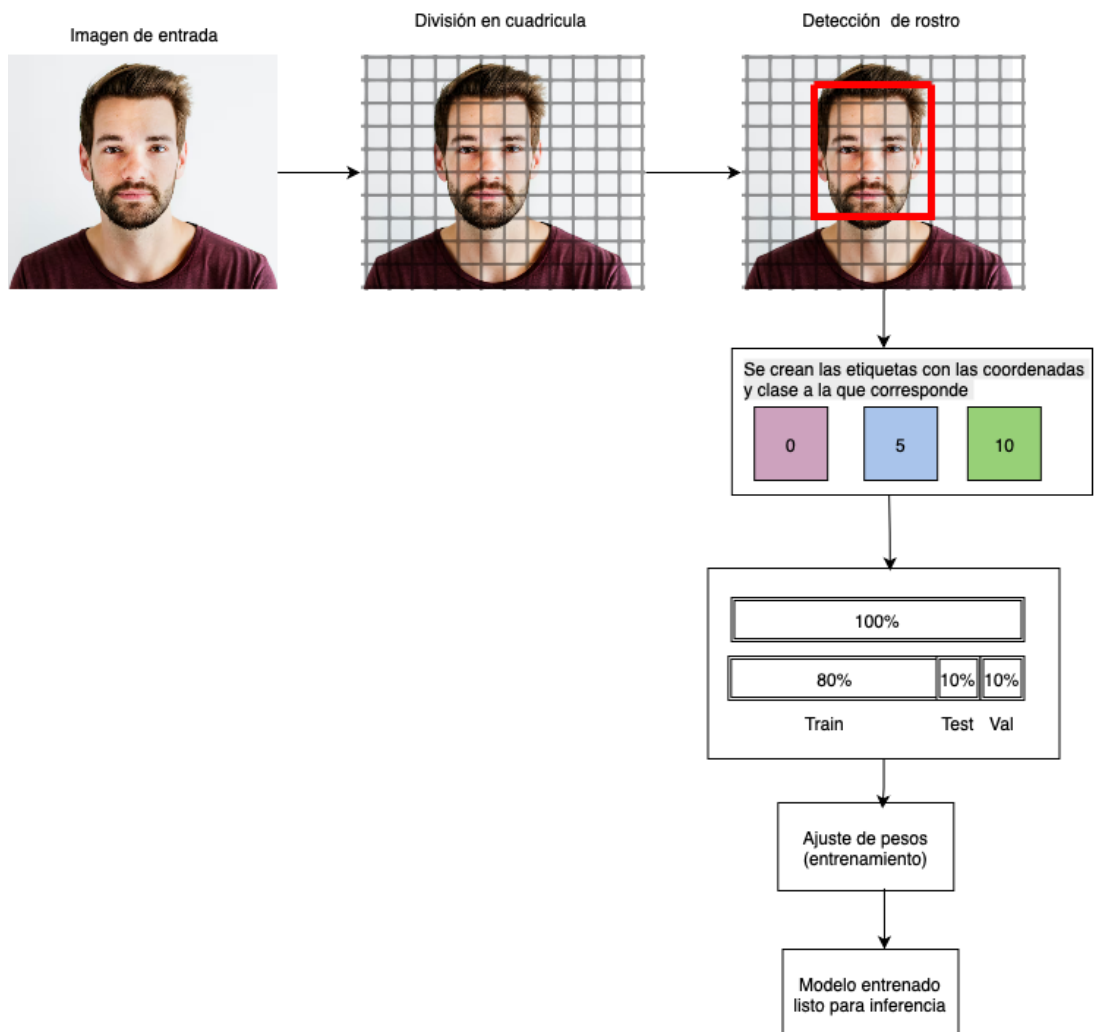 Imagen de entrada
División en cuadricula
Detección de rostro
Se crean las etiquetas con las coordenadas
y clase a la que corresponde
0
5
10
100%
80%
10%
10%
Train
Test
Val
Ajuste de pesos
(entrenamiento)
Modelo entrenado
listo para inferencia